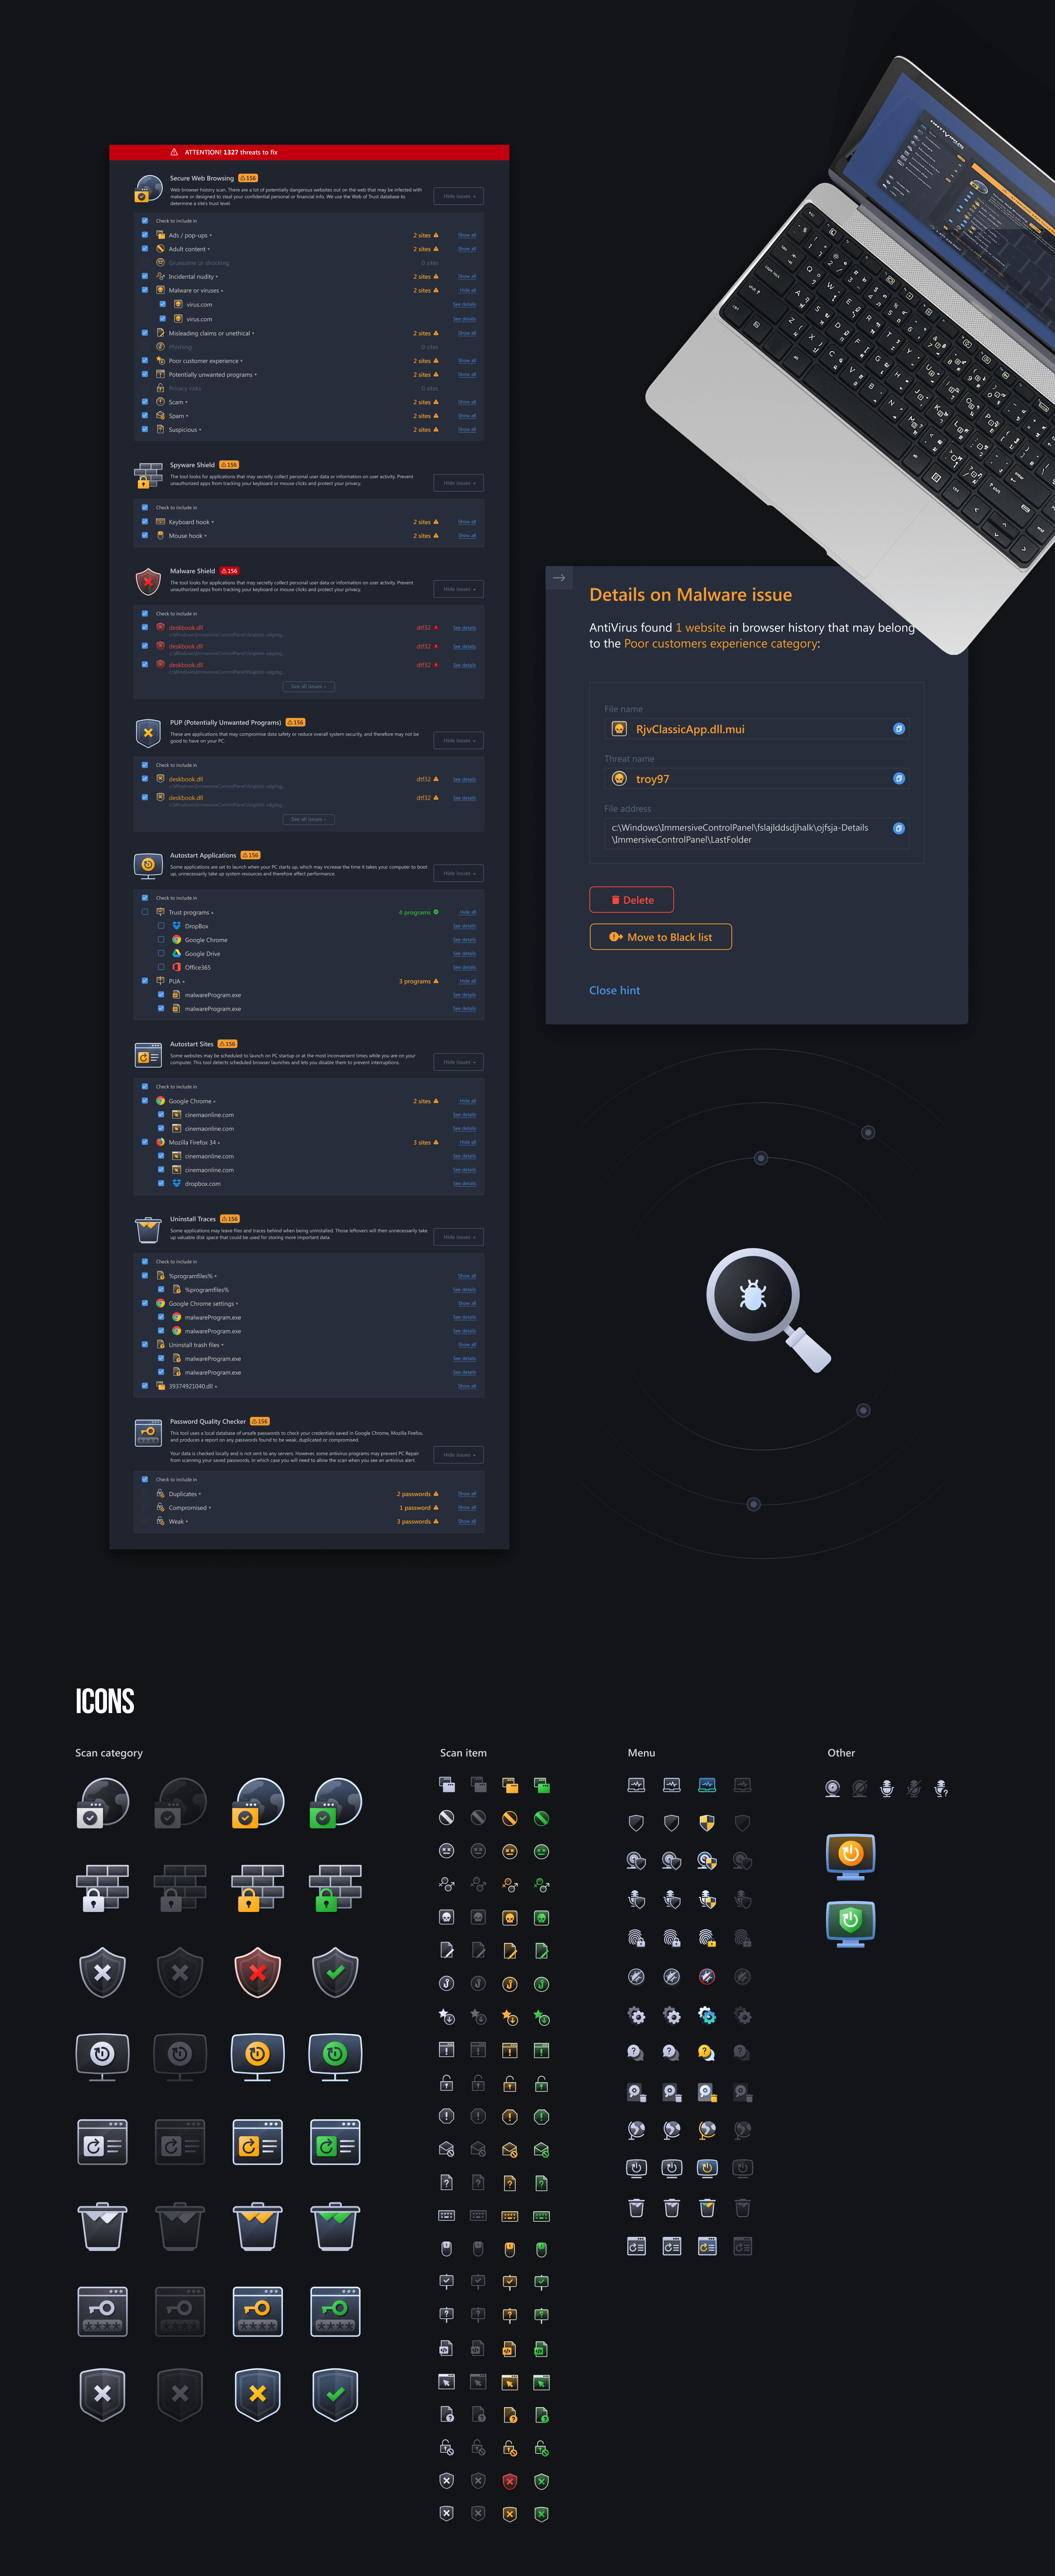 ATTENTION! 1327 threats to fix
Secure Web Browsing 156
Web browser history scan. There are a lot of potentially dangerous websites out on the web that may be infected with
malware or designed to steal your confidential personal or financial info. We use the Web of Trust database to
determine a site's trust level.
Hide issues
Check to include in
Ads / pop-ups 2 sites Show all
Adult content 2 sites Show all
Gruesome or shocking 0 sites
Incidental nudity 2 sites Show all
Malware or viruses 2 sites Hide all
virus.com See details
virus.com See details
Misleading claims or unethical 2 sites Show all
Phishing 0 sites
Poor customer experience 2 sites Show all
Potentially unwanted programs 2 sites Show all
Privacy risks 0 sites
Scam 2 sites Show all
Spam 2 sites Show all
Suspicious 2 sites Show all
Spyware Shield 156
The tool looks for applications that may secretly collect personal user data or information on user activity. Prevent
unauthorized apps from tracking your keyboard or mouse clicks and protect your privacy.
Hide issues
Check to include in
Keyboard hook 2 sites Show all
Mouse hook 2 sites Show all
Malware Shield 156
The tool looks for applications that may secretly collect personal user data or information on user activity. Prevent
unauthorized apps from tracking your keyboard or mouse clicks and protect your privacy.
Hide issues
Check to include in
deskbook.dll dtf32 See details
deskbook.dll dtf32 See details
deskbook.dll dtf32 See details
See all issues
PUP (Potentially Unwanted Programs) 156
These are applications that may compromise data safety or reduce overall system security, and therefore may not be
good to have on your PC.
Hide issues
Check to include in
deskbook.dll dtf32 See details
deskbook.dll dtf32 See details
See all issues
Autostart Applications 156
Some applications are set to launch when your PC starts up, which may increase the time it takes your computer to boot
up, unnecessarily take up system resources and therefore affect performance.
Hide issues
Check to include in
Trust programs 4 programs Hide all
DropBox See details
Google Chrome See details
Google Drive See details
Office365 See details
PUA 3 programs Hide all
malwareProgram.exe See details
malwareProgram.exe See details
Autostart Sites 156
Some websites may be scheduled to launch on PC startup or at the most inconvenient times while you are on your
computer. This tool detects scheduled browser launches and lets you disable them to prevent interruptions.
Hide issues
Check to include in
Google Chrome 2 sites Hide all
cinemaonline.com See details
cinemaonline.com See details
Mozilla Firefox 34 3 sites Hide all
cinemaonline.com See details
cinemaonline.com See details
dropbox.com See details
Uninstall Traces 156
Some applications may leave files and traces behind when being uninstalled. Those leftovers will then unnecessarily take
up valuable disk space that could be used for storing more important data.
Hide issues
Check to include in
%programfiles% Show all
%programfiles% See details
Google Chrome settings Show all
malwareProgram.exe See details
malwareProgram.exe See details
Uninstall trash files Show all
malwareProgram.exe See details
malwareProgram.exe See details
39374921040.dll Show all
Password Quality Checker 156
This tool uses a local database of unsafe passwords to check your credentials saved in Google Chrome, Mozilla Firefox,
and produces a report on any passwords found to be weak, duplicated or compromised.
Your data is checked locally and is not sent to any servers. However, some antivirus programs may prevent PC Repair
from scanning your saved passwords, in which case you will need to allow the scan when you see an antivirus alert.
Hide issues
Check to include in
Duplicates 2 passwords Show all
Compromised 1 password Show all
Weak 3 passwords Show all
Details on Malware issue
AntiVirus found 1 website in browser history that may belong
to the Poor customers experience category:
File name
RjvClassicApp.dll.mui
Threat name
troy97
File address
c:\Windows\ImmersiveControlPanel\fslajlddsdjhalk\ojfsja-Details
\ImmersiveControlPanel\LastFolder
Delete
Move to Black list
Close hint
ICONS
Scan category
Scan item
Menu
Other